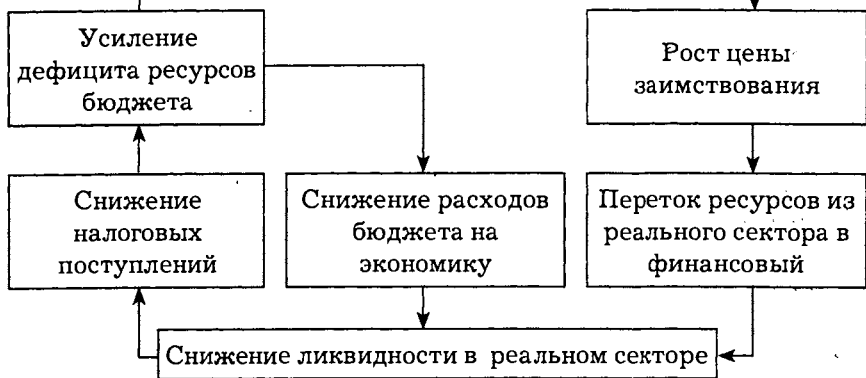 Усиление
дефицита ресурсов
бюджета
Рост цены
заимствования
Снижение
налоговых
поступлений
Снижение расходов
бюджета на
экономику
Переток ресурсов из
реального сектора в
финансовый
Снижение ликвидности в реальном секторе